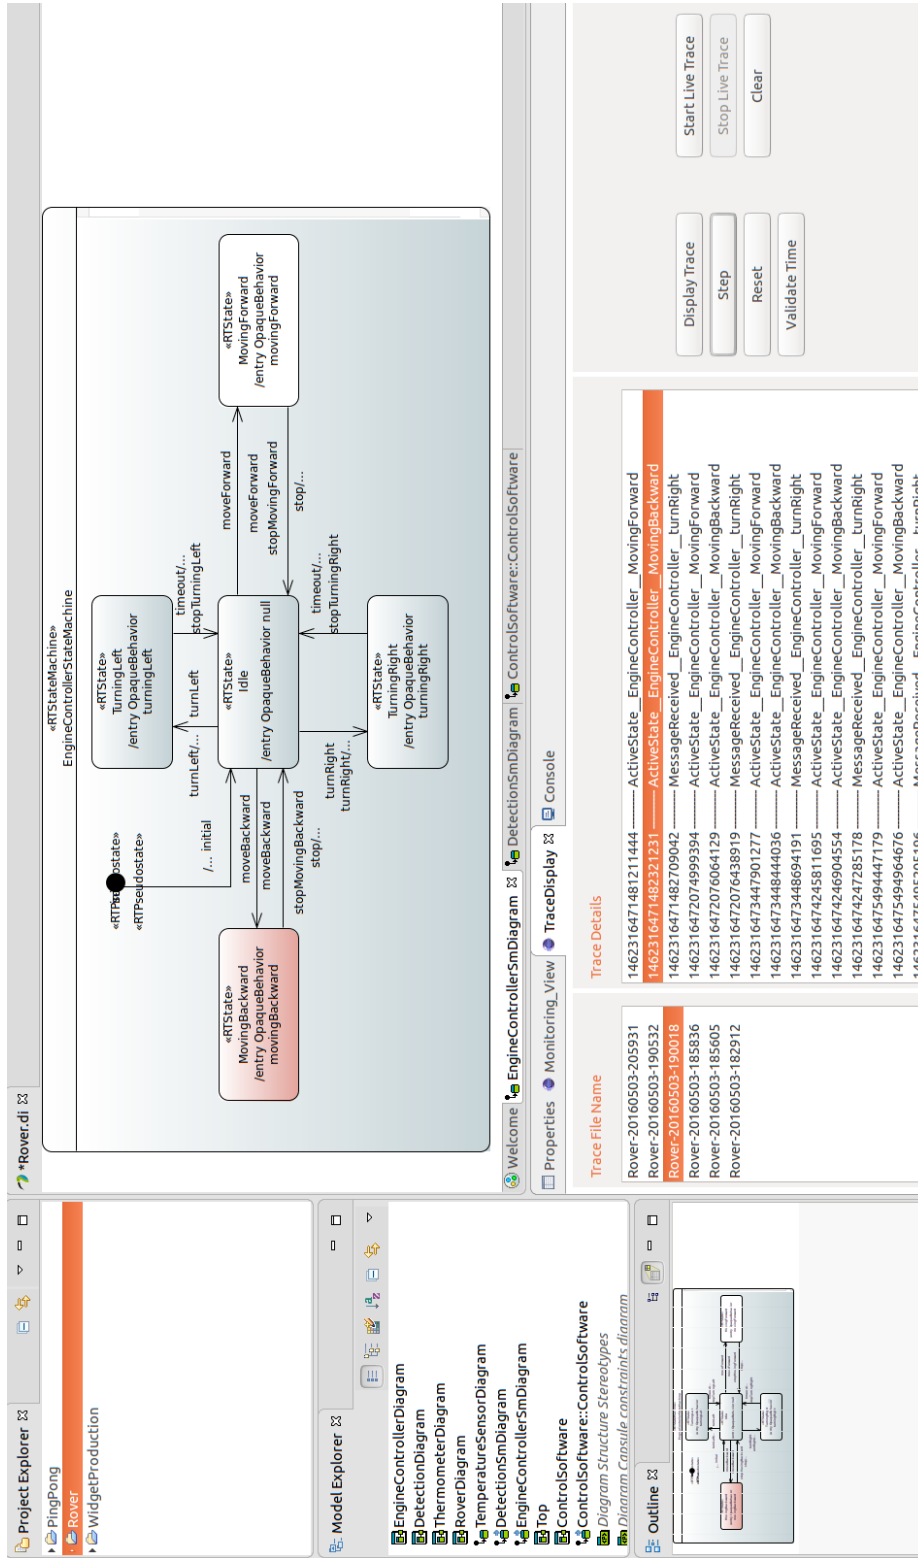 Project Explorer
PingPong
Rover
WidgetProduction
Model Explorer
EngineControllerDiagram
DetectionDiagram
ThermometerDiagram
RoverDiagram
TemperatureSensorDiagram
DetectionSmDiagram
EngineControllerSmDiagram
Top
ControlSoftware
ControlSoftware::ControlSoftware
Diagram Structure Stereotypes
Diagram Capsule constraints diagram
Outline
*Rover.di
«RTStateMachine»
EngineControllerStateMachine
«RTPseudostate»
«RTState»
TurningLeft
/entry OpaqueBehavior
turningLeft
/... initial
turnLeft/...
turnLeft
timeout/...
stopTurningLeft
«RTState»
MovingBackward
/entry OpaqueBehavior
movingBackward
moveBackward
moveBackward
stopMovingBackward
stop/...
«RTState»
Idle
/entry OpaqueBehavior null
moveForward
moveForward
stopMovingForward
stop/...
«RTState»
MovingForward
/entry OpaqueBehavior
movingForward
turnRight
turnRight/...
timeout/...
stopTurningRight
«RTState»
TurningRight
/entry OpaqueBehavior
turningRight
Welcome
EngineControllerSmDiagram
DetectionSmDiagram
ControlSoftware::ControlSoftware
Properties
Monitoring_View
TraceDisplay
Console
Trace File Name
Rover-20160503-205931
Rover-20160503-190532
Rover-20160503-190018
Rover-20160503-185836
Rover-20160503-185605
Rover-20160503-182912
Trace Details
1462316471481211444 -------- ActiveState__EngineController__MovingForward
1462316471482321231 -------- ActiveState__EngineController__MovingBackward
1462316471482709042 -------- MessageReceived__EngineController__turnRight
1462316472074999394 -------- ActiveState__EngineController__MovingForward
1462316472076064129 -------- ActiveState__EngineController__MovingBackward
1462316472076438919 -------- MessageReceived__EngineController__turnRight
1462316473447901277 -------- ActiveState__EngineController__MovingForward
1462316473448444036 -------- ActiveState__EngineController__MovingBackward
1462316473448694191 -------- MessageReceived__EngineController__turnRight
1462316474245811695 -------- ActiveState__EngineController__MovingForward
1462316474246904554 -------- ActiveState__EngineController__MovingBackward
1462316474247285178 -------- MessageReceived__EngineController__turnRight
1462316475494447179 -------- ActiveState__EngineController__MovingForward
1462316475494964676 -------- ActiveState__EngineController__MovingBackward
Display Trace
Step
Reset
Validate Time
Start Live Trace
Stop Live Trace
Clear